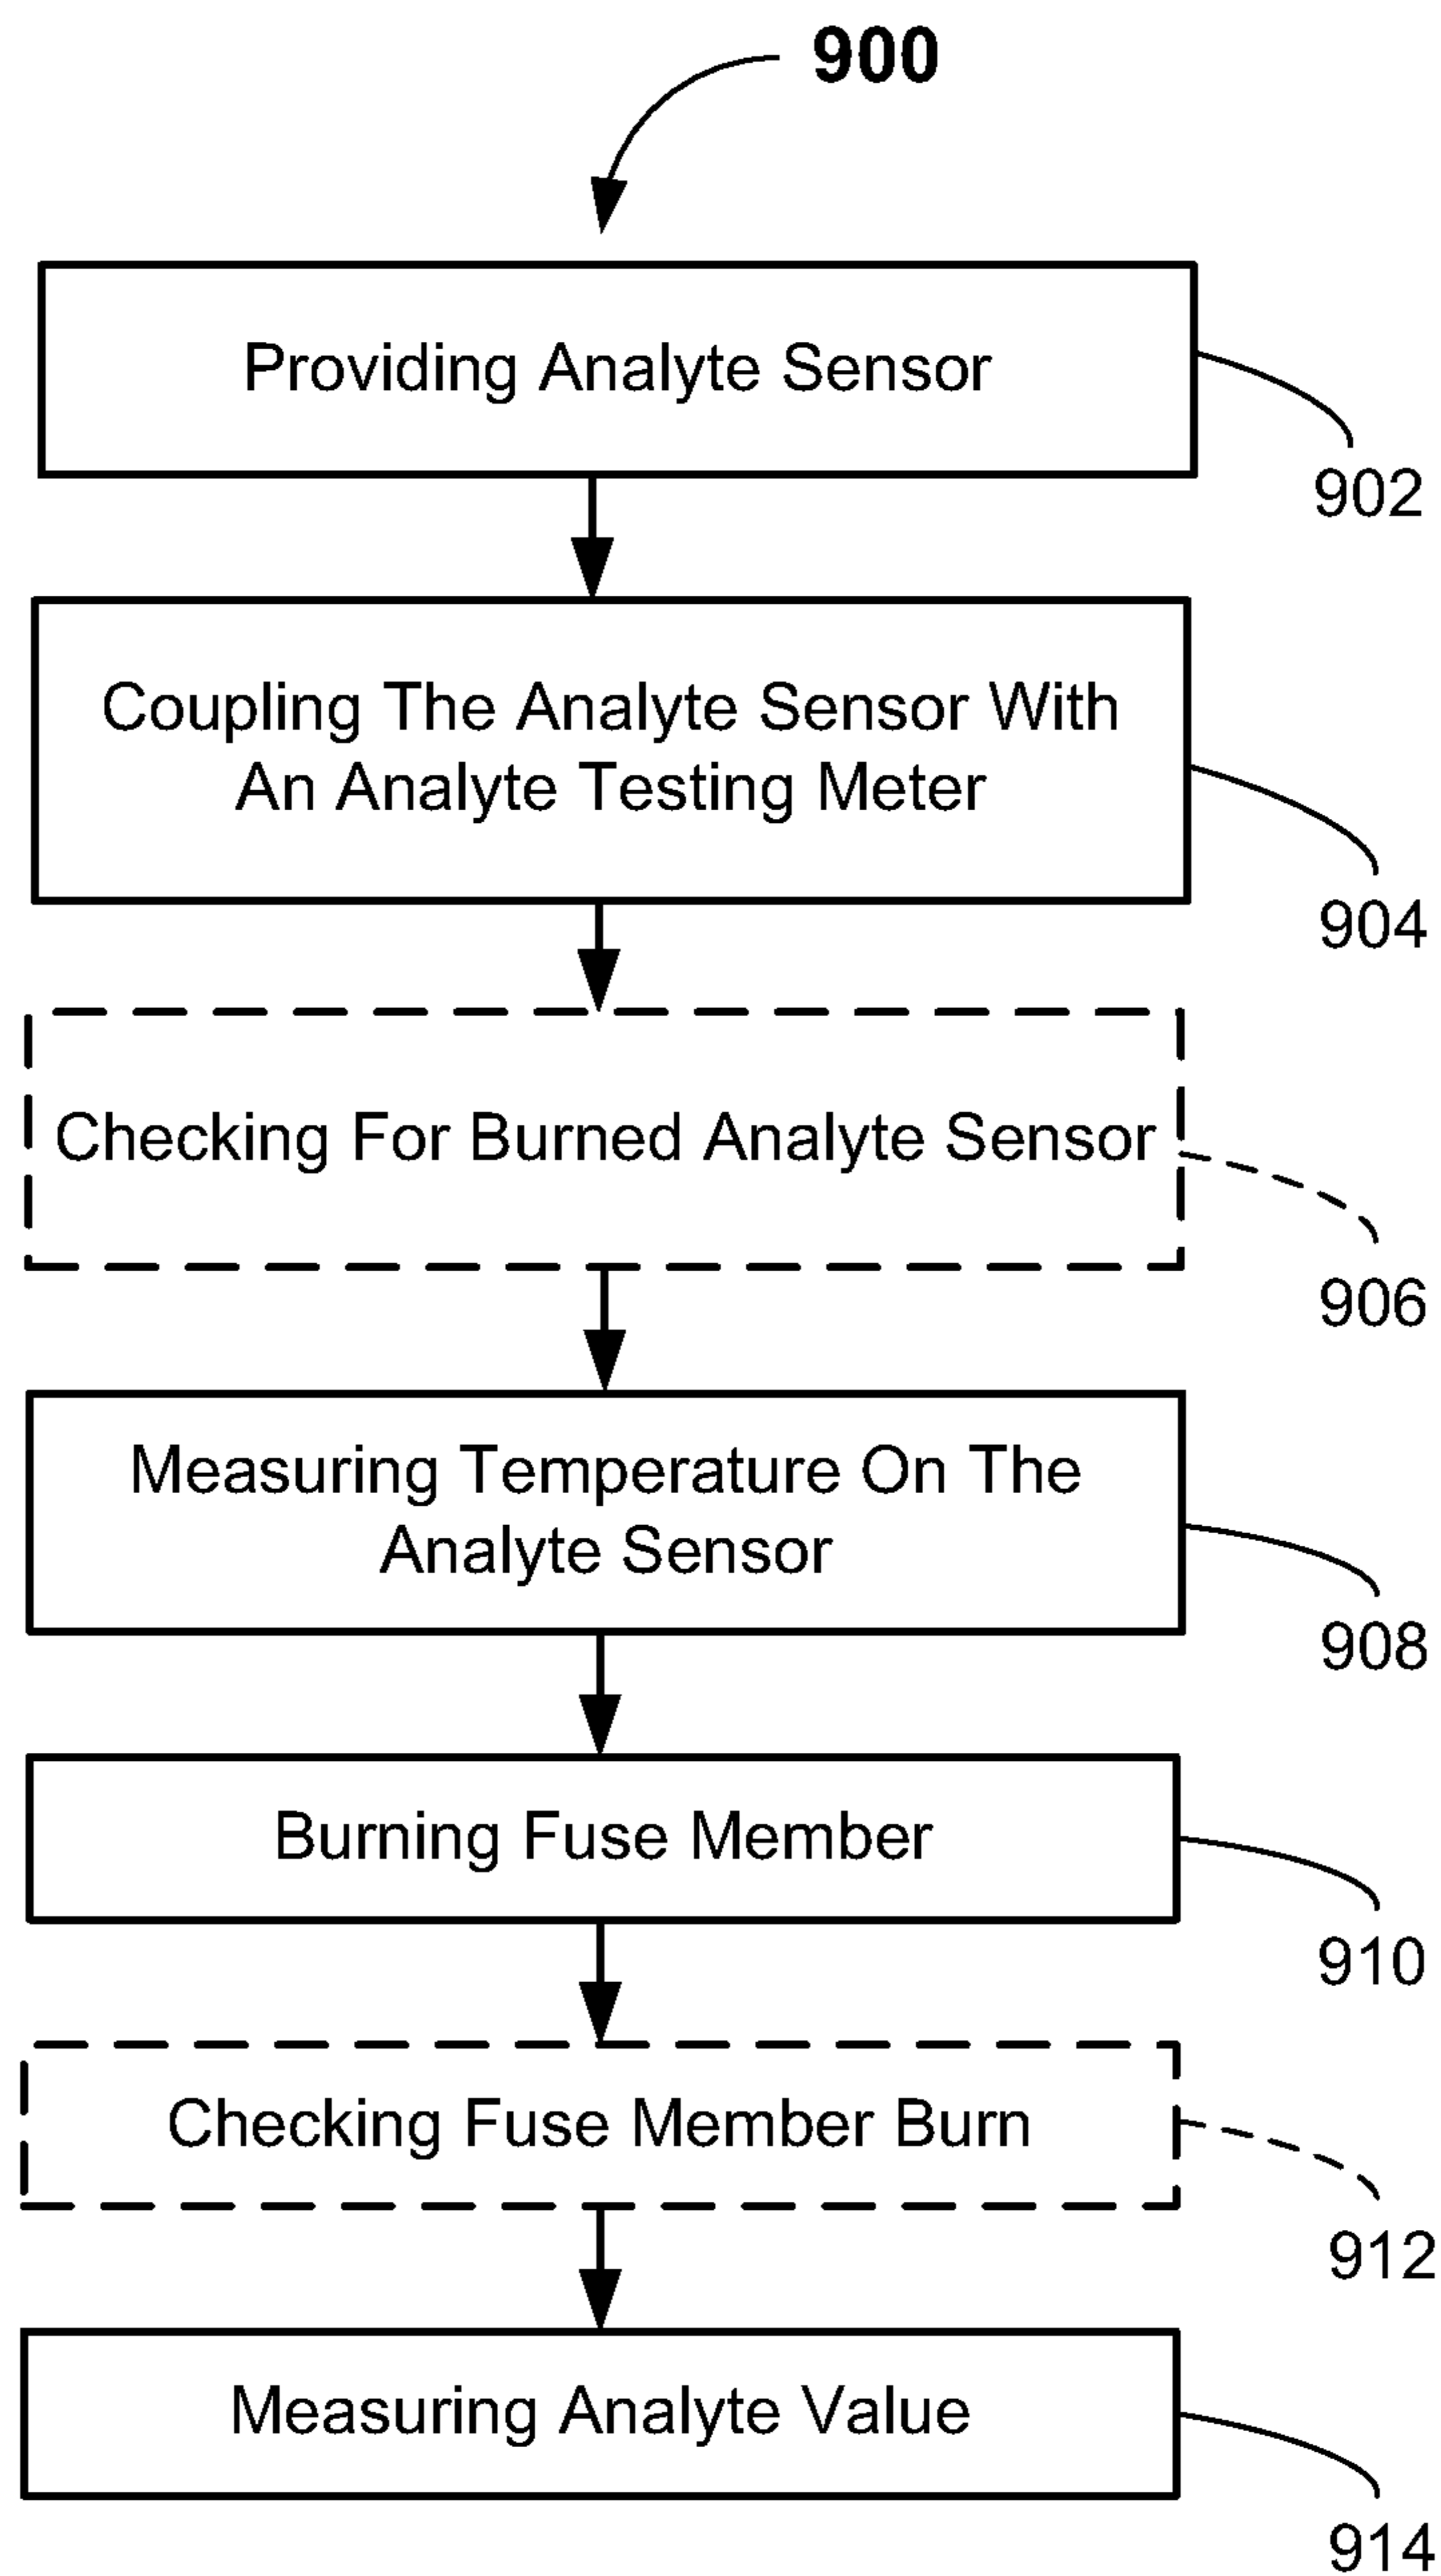 900
Providing Analyte Sensor
902
Coupling The Analyte Sensor With
An Analyte Testing Meter
904
Checking For Burned Analyte Sensor
906
Measuring Temperature On The
Analyte Sensor
908
Burning Fuse Member
910
Checking Fuse Member Burn
912
Measuring Analyte Value
914